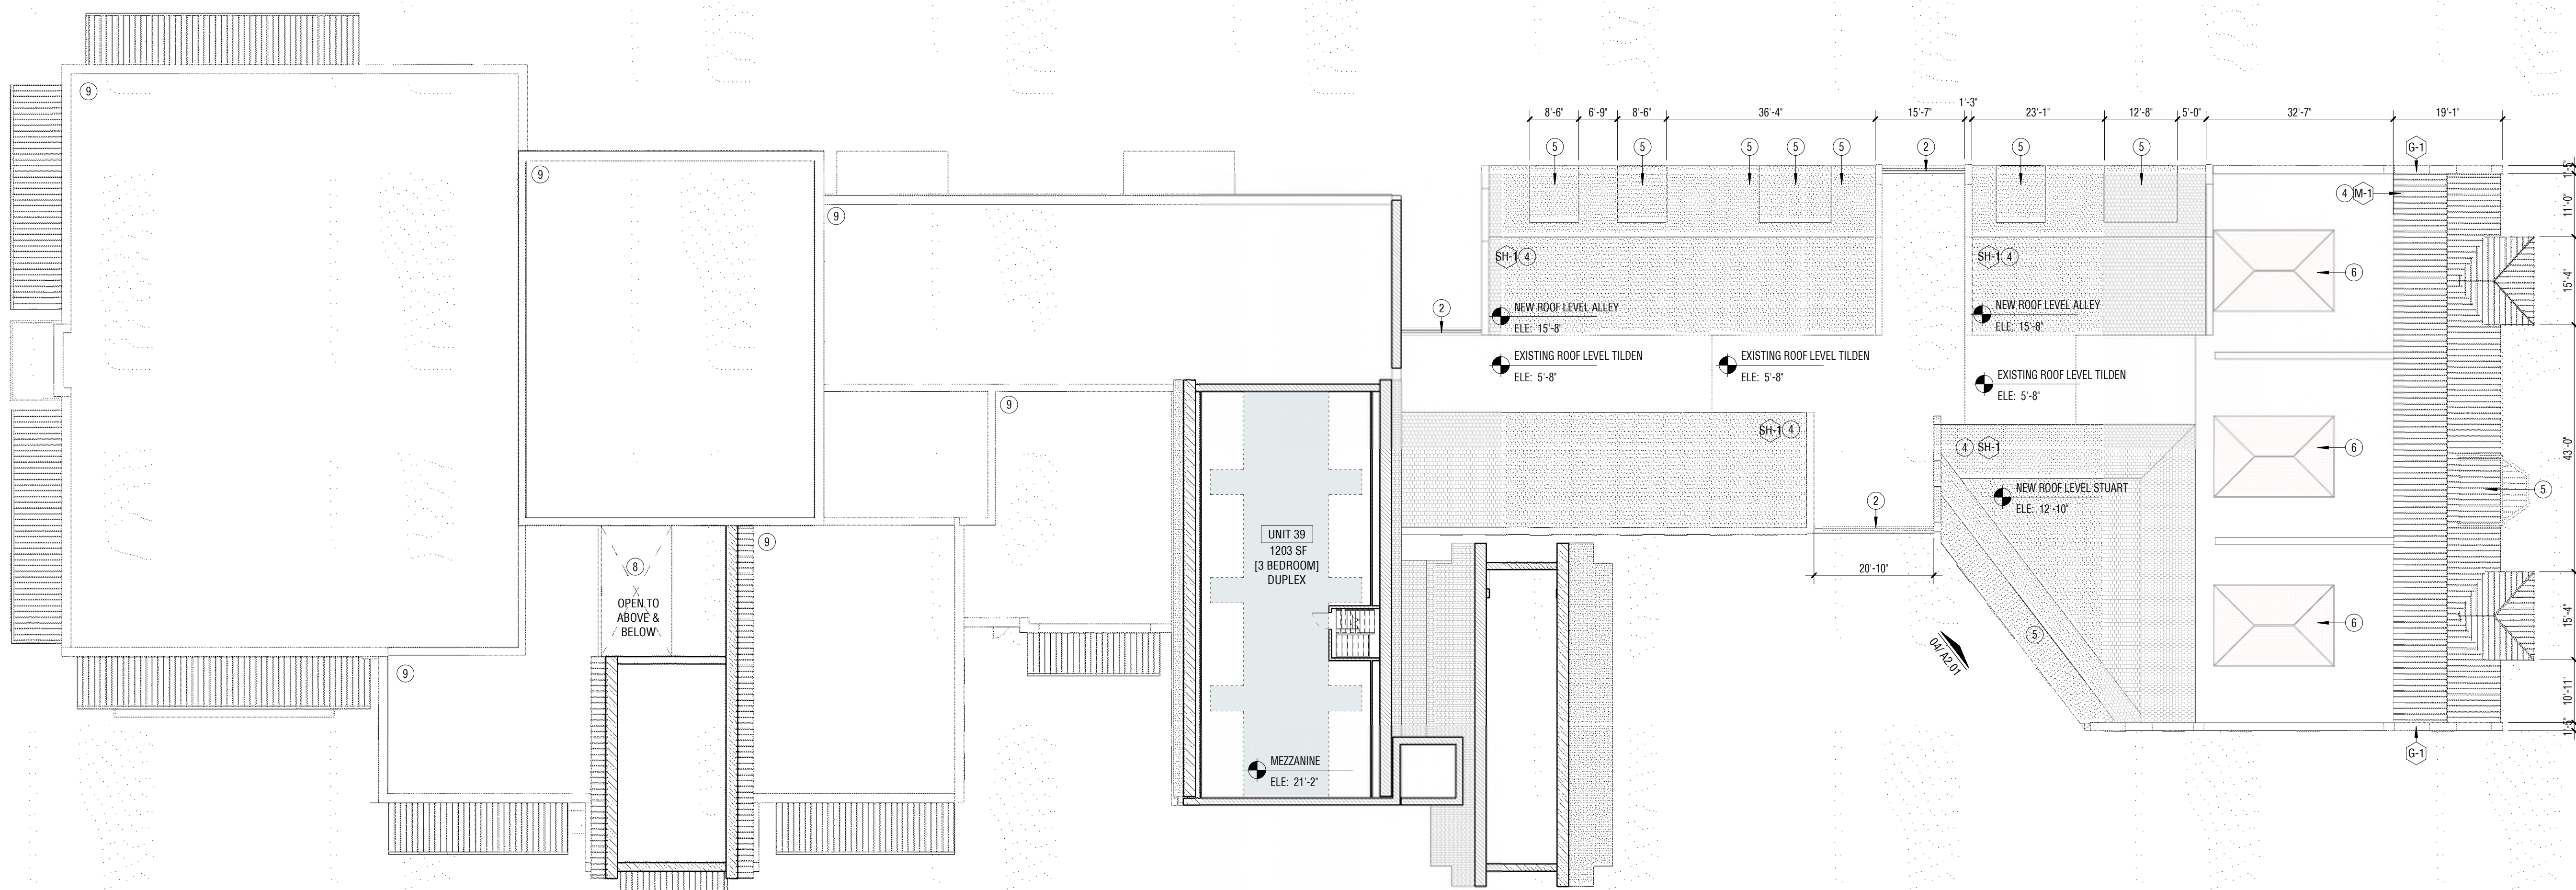 1'-3"
8'-6" 6'-9" 8'-6" 36'-4" 15'-7" 23'-1" 12'-8" 5'-0" 32'-7" 19'-1"
9
5 5 5 5 5 2 5 5 G-1
1'-5"
9
4 M-1
11'-0"
9
SH-1 4
SH-1 4
6
15'-4"
2
NEW ROOF LEVEL ALLEY
ELE: 15'-8"
NEW ROOF LEVEL ALLEY
ELE: 15'-8"
EXISTING ROOF LEVEL TILDEN
ELE: 5'-8"
EXISTING ROOF LEVEL TILDEN
ELE: 5'-8"
EXISTING ROOF LEVEL TILDEN
ELE: 5'-8"
9
SH-1 4
4 SH-1
6
43'-0"
NEW ROOF LEVEL STUART
ELE: 12'-10"
5
2
9
UNIT 39
1203 SF
[3 BEDROOM]
DUPLEX
8
OPEN TO
ABOVE &
BELOW
20'-10"
6
15'-4"
5
04/ A2.01
9
10'-11"
1'-5"
G-1
MEZZANINE
ELE: 21'-2"